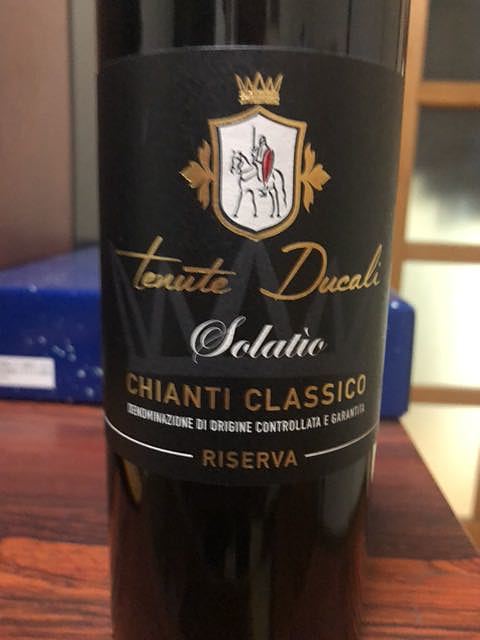 Tenute Ducali
Solatìo
CHIANTI CLASSICO
DENOMINAZIONE DI ORIGINE CONTROLLATA E GARANTITA
RISERVA